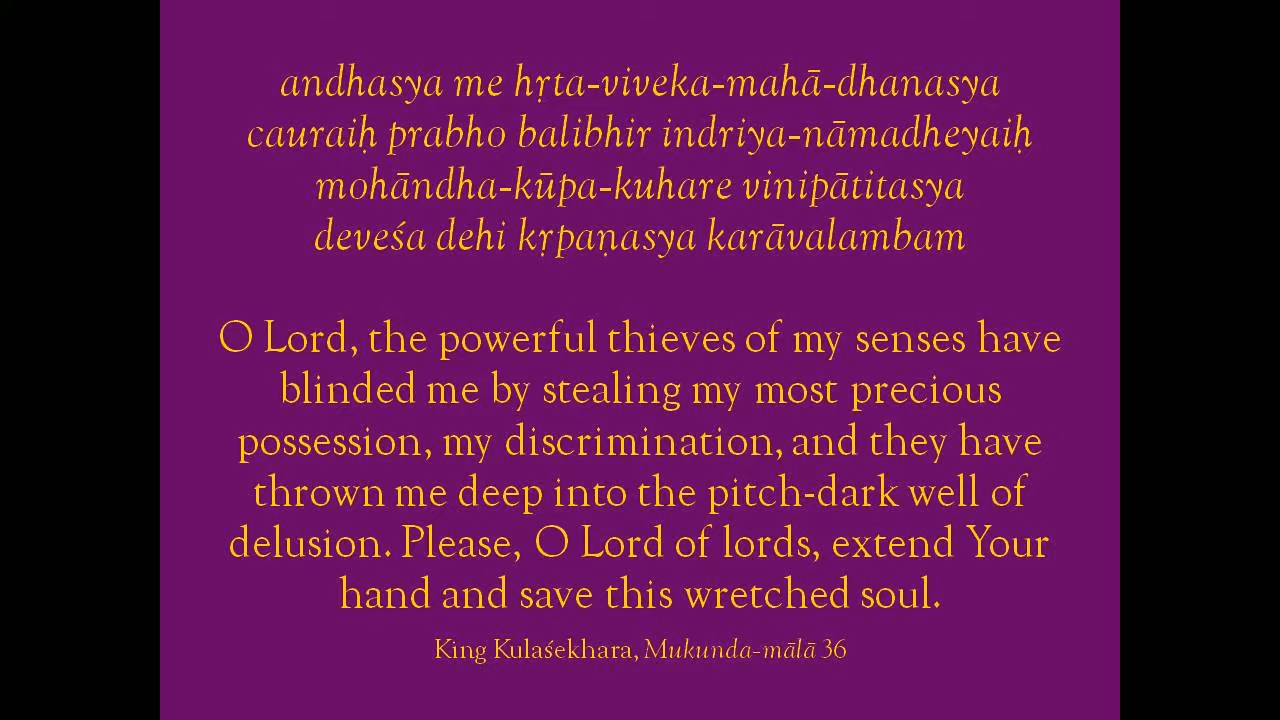 andhasya me hṛta-viveka-mahā-dhanasya
cauraiḥ prabho balibhir indriya-nāmadheyaiḥ
mohāndha-kūpa-kuhare vinipātitasya
deveśa dehi kṛpaṇasya karāvalambam
O Lord, the powerful thieves of my senses have
blinded me by stealing my most precious
possession, my discrimination, and they have
thrown me deep into the pitch-dark well of
delusion. Please, O Lord of lords, extend Your
hand and save this wretched soul.
King Kulaśekhara, Mukunda-mālā 36